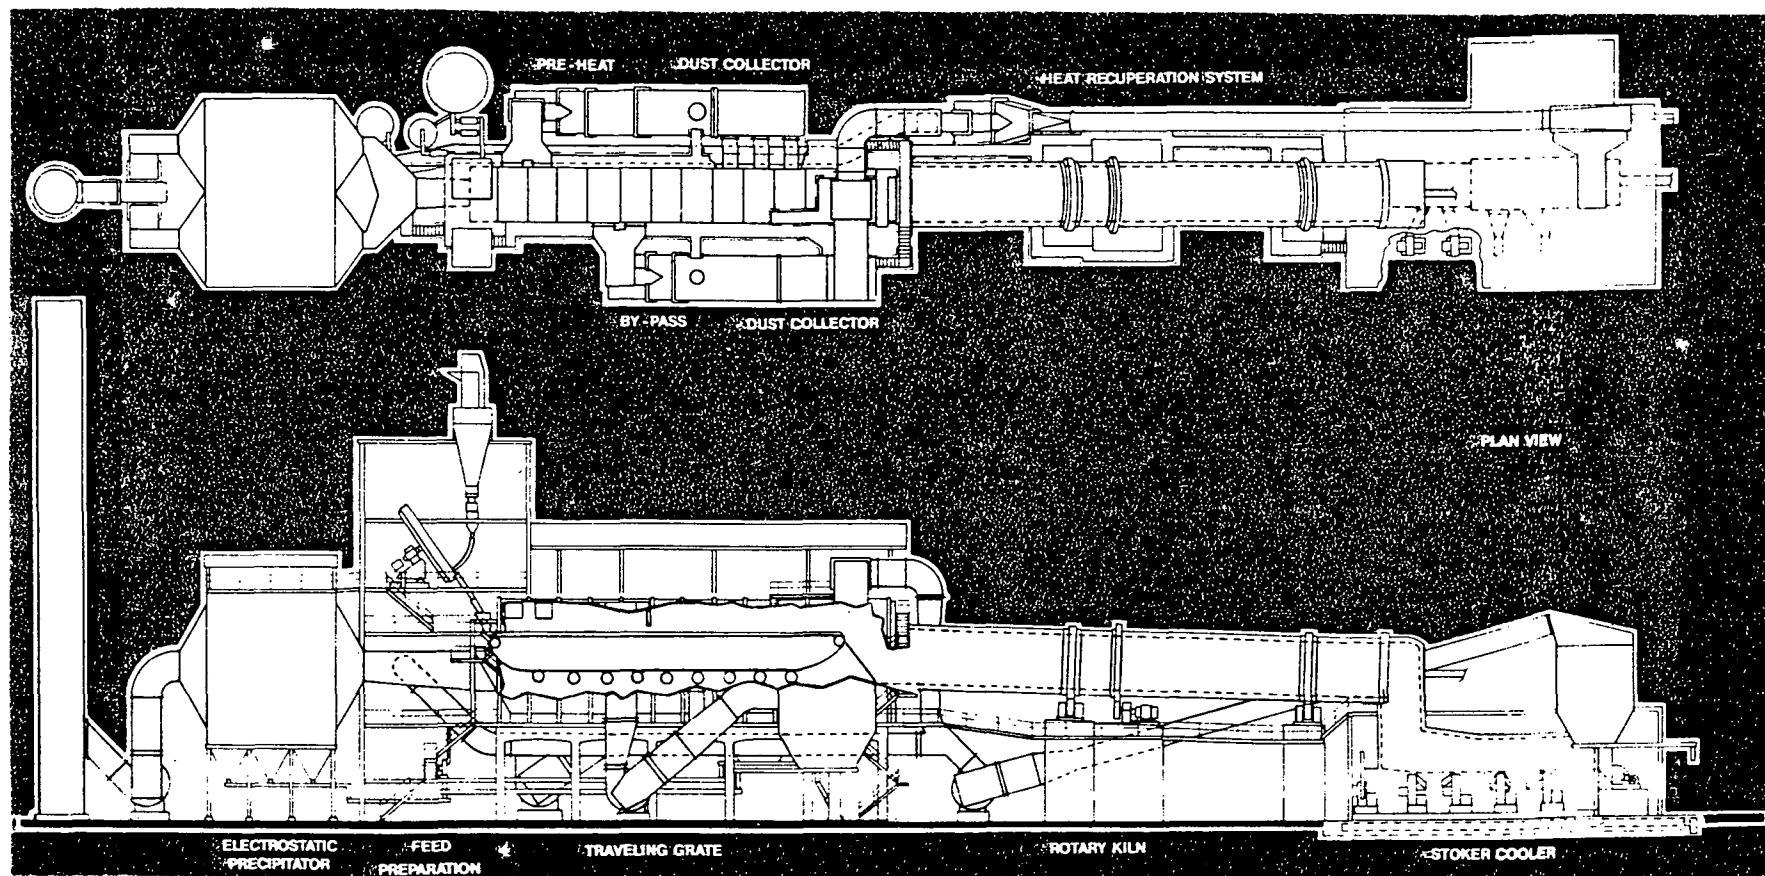 PRE-HEAT DUST COLLECTOR
HEAT RECUPERATION SYSTEM
BY-PASS DUST COLLECTOR
PLAN VIEW
ELECTROSTATIC
PRECIPITATOR
FEED
PREPARATION
TRAVELING GRATE
ROTARY KILN
STOKER COOLER